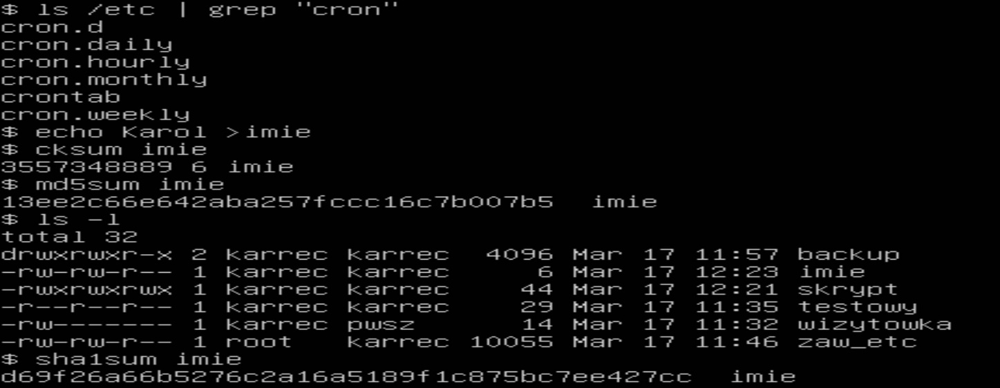 $ ls /etc | grep "cron"
cron.d
cron.daily
cron.hourly
cron.monthly
crontab
cron.weekly
$ echo Karol >imie
$ cksum imie
3557348889 6 imie
$ md5sum imie
13ee2c66e642aba257fccc16c7b007b5  imie
$ ls -l
total 32
drwxrwxr-x 2 karrec karrec  4096 Mar 17 11:57 backup
-rw-rw-r-- 1 karrec karrec     6 Mar 17 12:23 imie
-rwxrwxrwx 1 karrec karrec    44 Mar 17 12:21 skrypt
-r--r--r-- 1 karrec karrec    29 Mar 17 11:35 testowy
-rw------- 1 karrec pwsz      14 Mar 17 11:32 wizytowka
-rw-rw-r-- 1 root   karrec 10055 Mar 17 11:46 zaw_etc
$ sha1sum imie
d69f26a66b5276c2a16a5189f1c875bc7ee427cc  imie